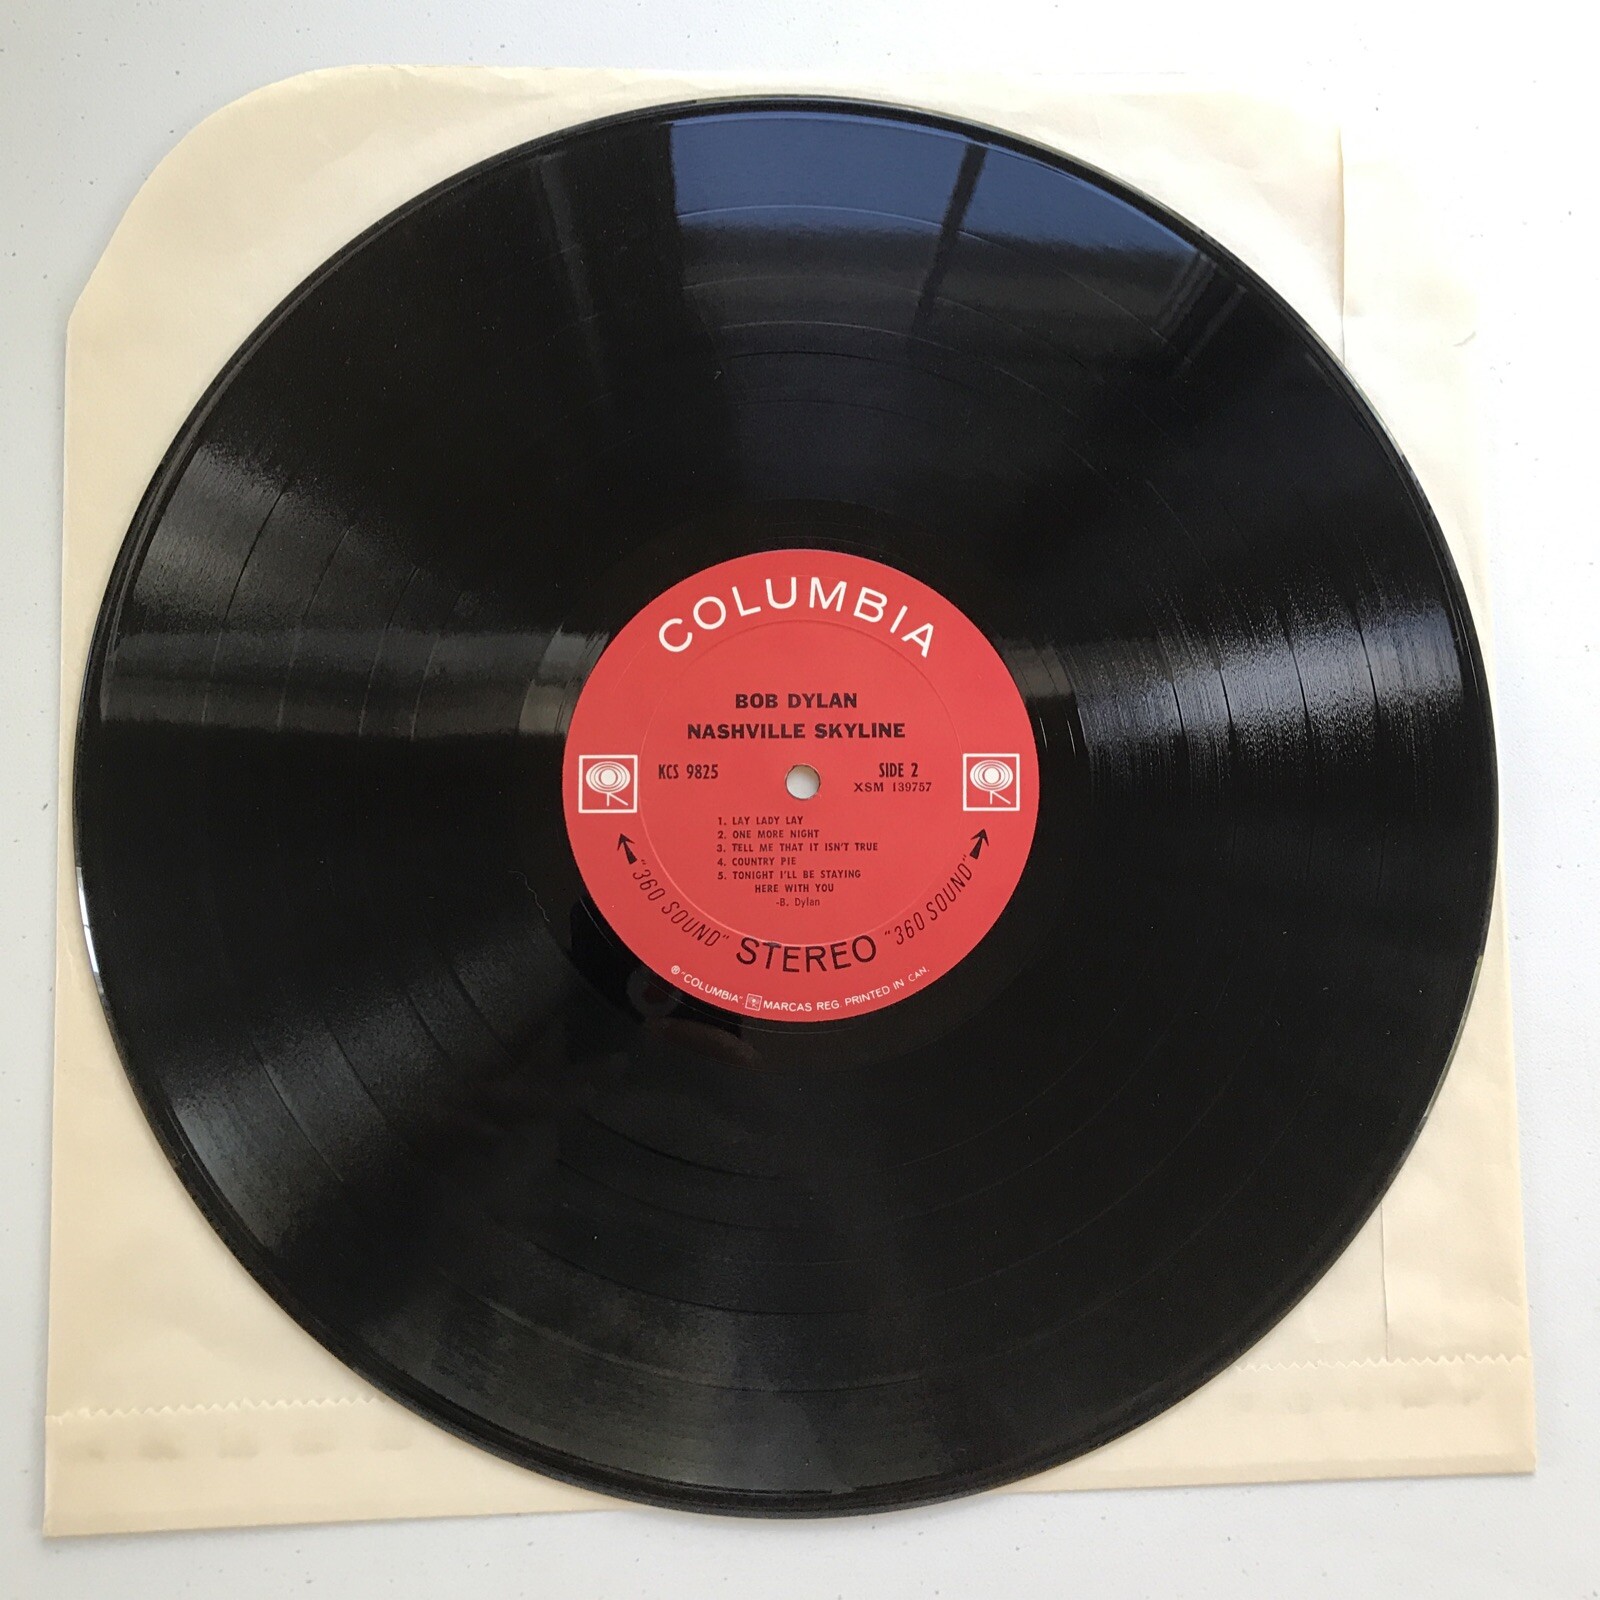 COLUMBIA
BOB DYLAN
NASHVILLE SKYLINE
KCS 9825
SIDE 2
XSM 139757
1. LAY LADY LAY
2. ONE MORE NIGHT
3. TELL ME THAT IT ISN'T TRUE
4. COUNTRY PIE
5. TONIGHT I'LL BE STAYING
HERE WITH YOU
-B. Dylan
"360 SOUND" STEREO "360 SOUND"
® "COLUMBIA" MARCAS REG. PRINTED IN CAN.